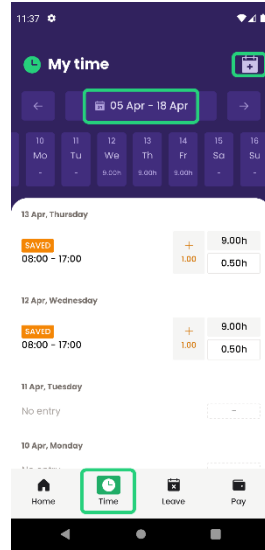 11:37
My time
05 Apr - 18 Apr
10 11 12 13 14 15 16
Mo Tu We Th Fr Sa Su
- - 9.00h 9.00h 9.00h - -
13 Apr, Thursday
SAVED
08:00 - 17:00
+
1.00
9.00h
0.50h
12 Apr, Wednesday
SAVED
08:00 - 17:00
+
1.00
9.00h
0.50h
11 Apr, Tuesday
No entry
-
10 Apr, Monday
Home Time Leave Pay